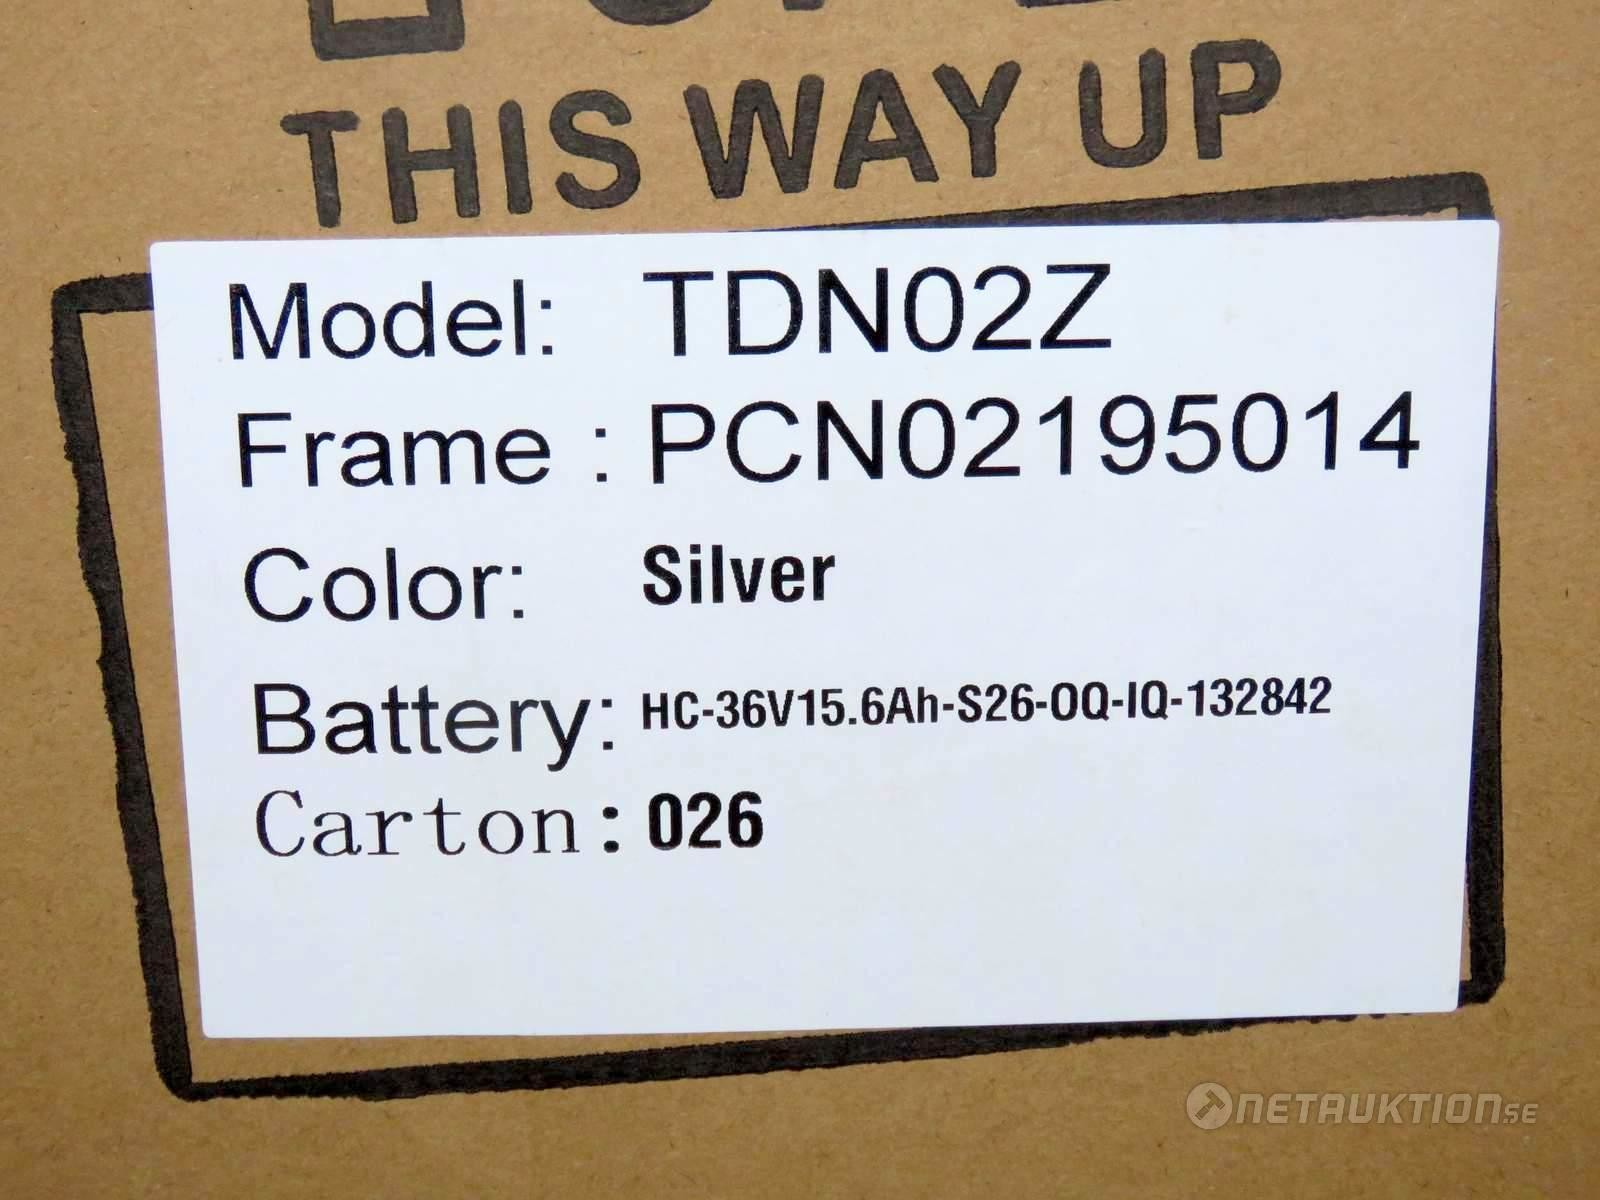 THIS WAY UP
Model: TDN02Z
Frame : PCN02195014
Color: Silver
Battery: HC-36V15.6Ah-S26-OQ-IQ-132842
Carton: 026
NETAUKTION.SE